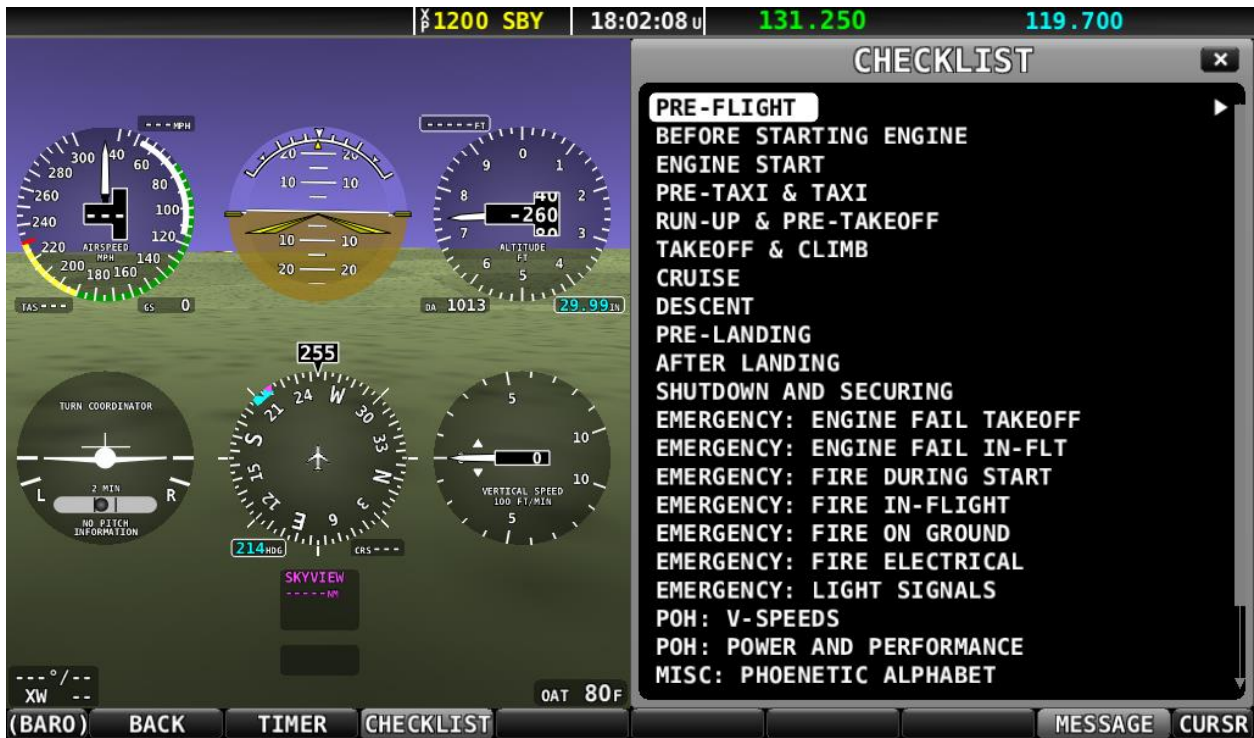 XP 1200 SBY 18:02:08 U 131.250 119.700
CHECKLIST
PRE-FLIGHT
BEFORE STARTING ENGINE
ENGINE START
PRE-TAXI & TAXI
RUN-UP & PRE-TAKEOFF
TAKEOFF & CLIMB
CRUISE
DESCENT
PRE-LANDING
AFTER LANDING
SHUTDOWN AND SECURING
EMERGENCY: ENGINE FAIL TAKEOFF
EMERGENCY: ENGINE FAIL IN-FLT
EMERGENCY: FIRE DURING START
EMERGENCY: FIRE IN-FLIGHT
EMERGENCY: FIRE ON GROUND
EMERGENCY: FIRE ELECTRICAL
EMERGENCY: LIGHT SIGNALS
POH: V-SPEEDS
POH: POWER AND PERFORMANCE
MISC: PHOENETIC ALPHABET
---MPH
300 40 60
280 80
260 100
240 120
220 140
200 180 160
---
AIRSPEED
MPH
TAS---
GS 0
20 20
10 10
10 10
20 20
-----FT
9 0 1
8 2
7 3
6 5 4
40
-260
80
ALTITUDE
FT
DA 1013
29.99IN
TURN COORDINATOR
L R
2 MIN
NO PITCH
INFORMATION
255
21 24 W 30
S 33
15 N
12 E 9 6 3
214HDG
CRS---
SKYVIEW
-----NM
5
10
0
10
5
VERTICAL SPEED
100 FT/MIN
---°/--
XW --
OAT 80F
(BARO) BACK TIMER CHECKLIST MESSAGE CURSR